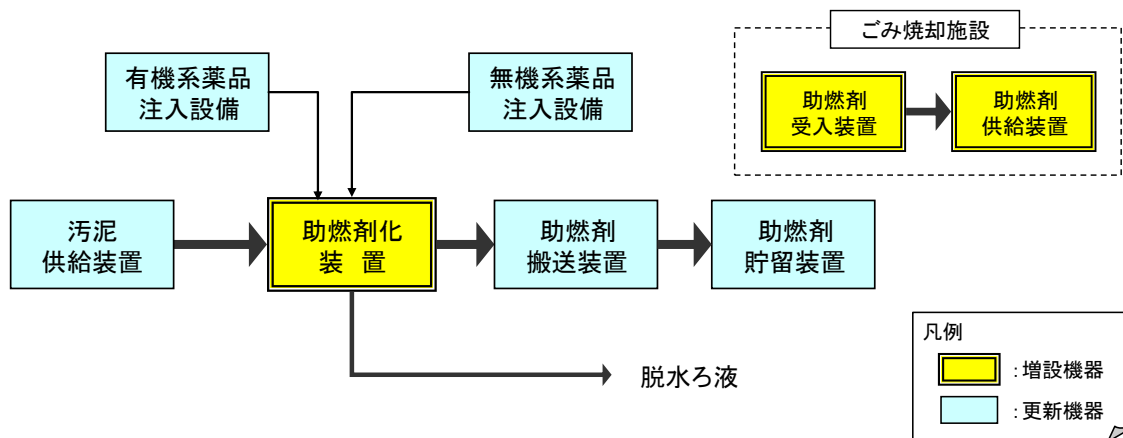 ごみ焼却施設
有機系薬品
注入設備
無機系薬品
注入設備
助燃剤
受入装置
助燃剤
供給装置
汚泥
供給装置
助燃剤化
装　置
助燃剤
搬送装置
助燃剤
貯留装置
脱水ろ液
凡例
：増設機器
：更新機器